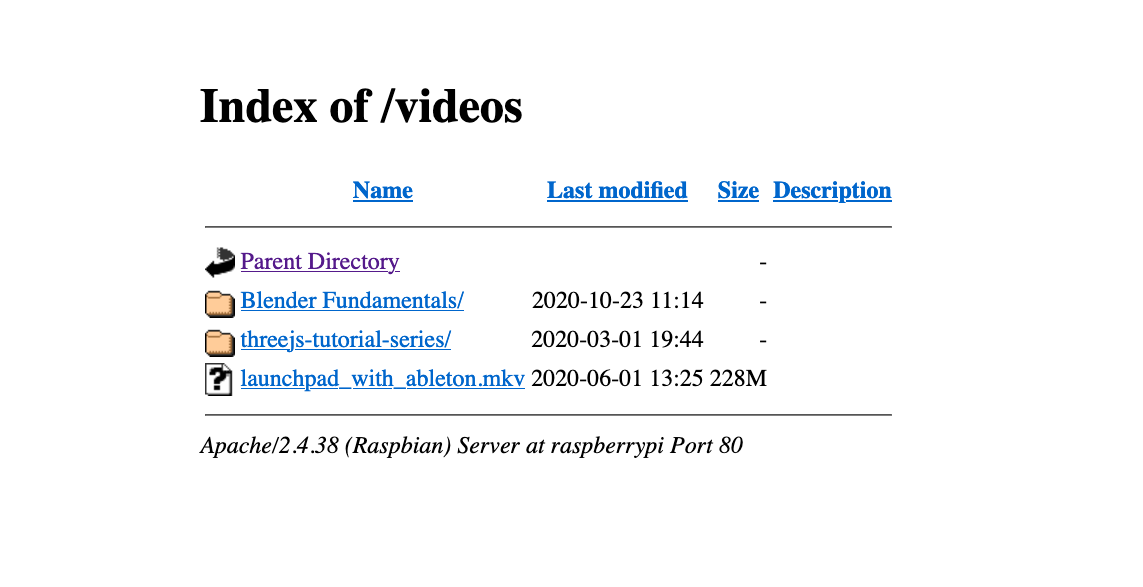 Index of /videos
Name Last modified Size Description
Parent Directory -
Blender Fundamentals/ 2020-10-23 11:14 -
threejs-tutorial-series/ 2020-03-01 19:44 -
? launchpad_with_ableton.mkv 2020-06-01 13:25 228M
Apache/2.4.38 (Raspbian) Server at raspberrypi Port 80